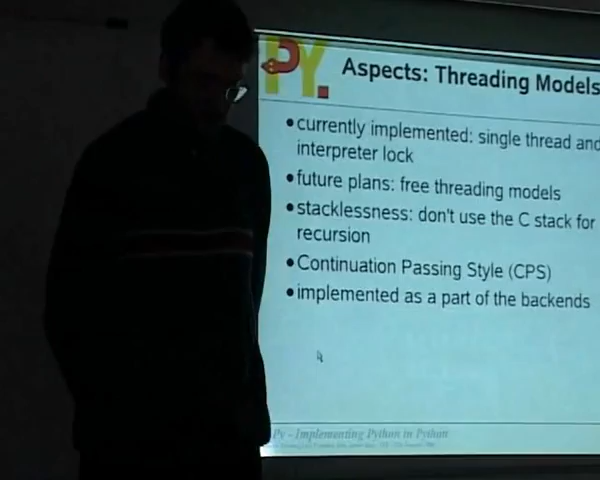 PY.
Aspects: Threading Models
•currently implemented: single thread and
interpreter lock
•future plans: free threading models
•stacklessness: don't use the C stack for
recursion
•Continuation Passing Style (CPS)
•implemented as a part of the backends
Py - Implementing Python in Python